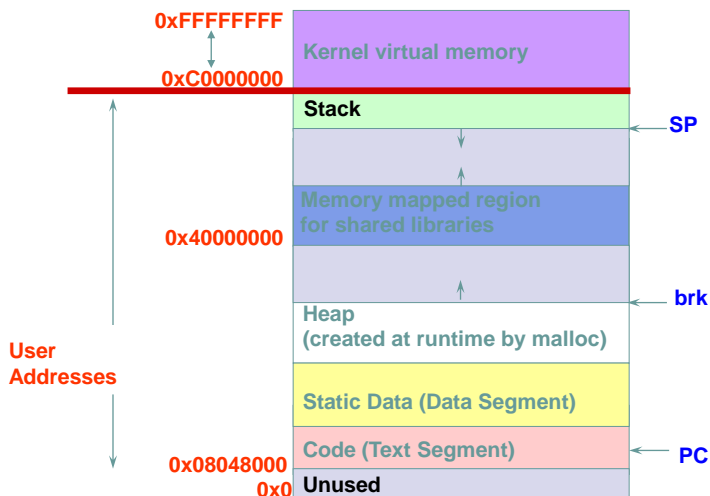 0xFFFFFFFF
Kernel virtual memory
0xC0000000
Stack
SP
Memory mapped region
for shared libraries
0x40000000
brk
Heap
(created at runtime by malloc)
User
Addresses
Static Data (Data Segment)
Code (Text Segment)
PC
0x08048000
0x0
Unused